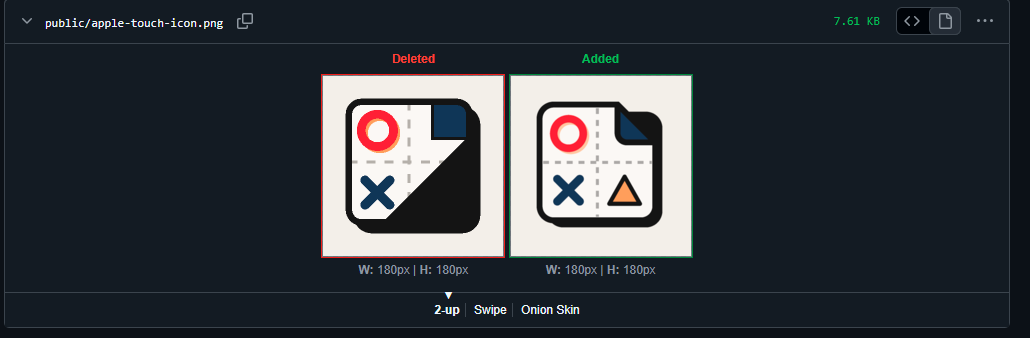 public/apple-touch-icon.png 7.61 KB
Deleted Added
W: 180px | H: 180px W: 180px | H: 180px
2-up Swipe Onion Skin